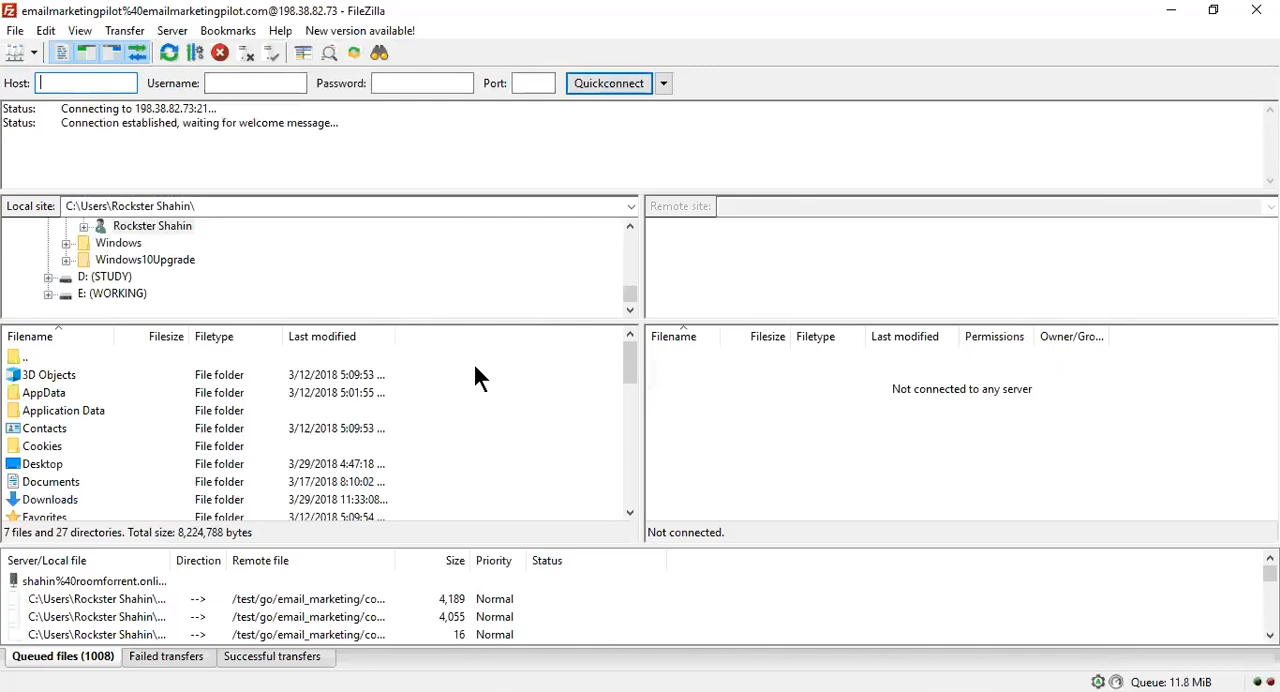 emailmarketingpilot%40emailmarketingpilot.com@198.38.82.73 - FileZilla
File Edit View Transfer Server Bookmarks Help New version available!
Host: Username: Password: Port: Quickconnect
Status: Connecting to 198.38.82.73:21...
Status: Connection established, waiting for welcome message...
Local site: C:\Users\Rockster Shahin\ Remote site:
Rockster Shahin
Windows
Windows10Upgrade
D: (STUDY)
E: (WORKING)
Filename Filesize Filetype Last modified
..
3D Objects File folder 3/12/2018 5:09:53 ...
AppData File folder 3/12/2018 5:01:55 ...
Application Data File folder
Contacts File folder 3/12/2018 5:09:53 ...
Cookies File folder
Desktop File folder 3/29/2018 4:47:18 ...
Documents File folder 3/17/2018 8:10:02 ...
Downloads File folder 3/29/2018 11:33:08...
Favorites File folder 3/12/2018 5:09:54 ...
7 files and 27 directories. Total size: 8,224,788 bytes
Filename Filesize Filetype Last modified Permissions Owner/Gro...
Not connected to any server
Not connected.
Server/Local file Direction Remote file Size Priority Status
shahin%40roomforrent.onli...
C:\Users\Rockster Shahin\... --> /test/go/email_marketing/co... 4,189 Normal
C:\Users\Rockster Shahin\... --> /test/go/email_marketing/co... 4,055 Normal
C:\Users\Rockster Shahin\... --> /test/go/email_marketing/co... 16 Normal
Queued files (1008) Failed transfers Successful transfers
Queue: 11.8 MiB